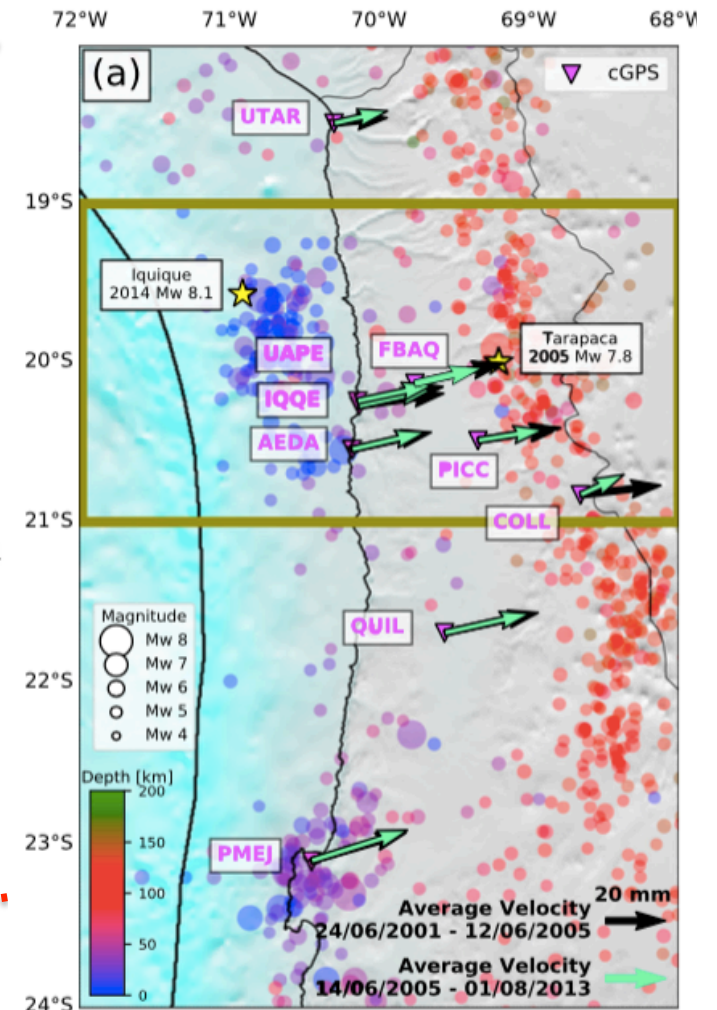 72°W 71°W 70°W 69°W 68°W
(a)
cGPS
UTAR
19°S
Iquique
2014 Mw 8.1
Tarapaca
2005 Mw 7.8
20°S
UAPE
FBAQ
IQQE
AEDA
PICC
COLL
21°S
QUIL
Magnitude
Mw 8
Mw 7
Mw 6
Mw 5
Mw 4
22°S
Depth [km]
200
150
100
50
0
23°S
PMEJ
20 mm
Average Velocity
24/06/2001 - 12/06/2005
Average Velocity
14/06/2005 - 01/08/2013
24°S